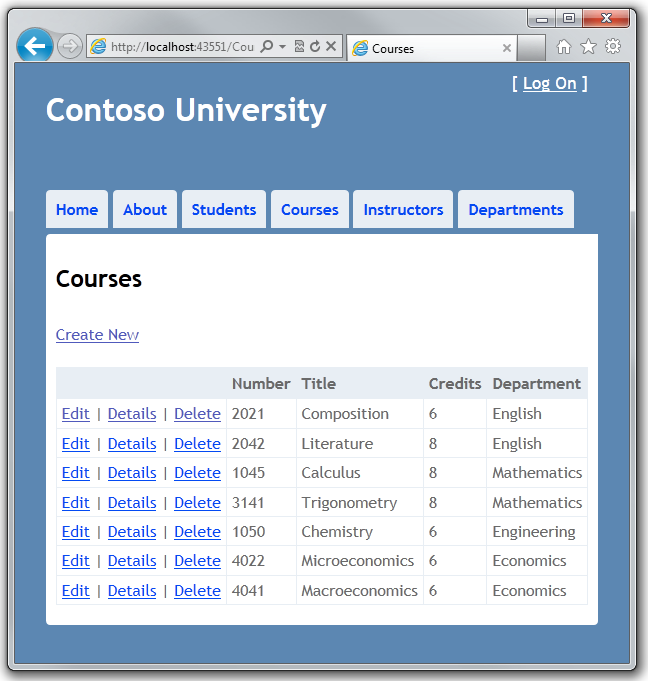 http://localhost:43551/Cou
Courses
[ Log On ]
Contoso University
Home About Students Courses Instructors Departments
Courses
Create New
Number Title Credits Department
Edit | Details | Delete 2021 Composition 6 English
Edit | Details | Delete 2042 Literature 8 English
Edit | Details | Delete 1045 Calculus 8 Mathematics
Edit | Details | Delete 3141 Trigonometry 8 Mathematics
Edit | Details | Delete 1050 Chemistry 6 Engineering
Edit | Details | Delete 4022 Microeconomics 6 Economics
Edit | Details | Delete 4041 Macroeconomics 6 Economics